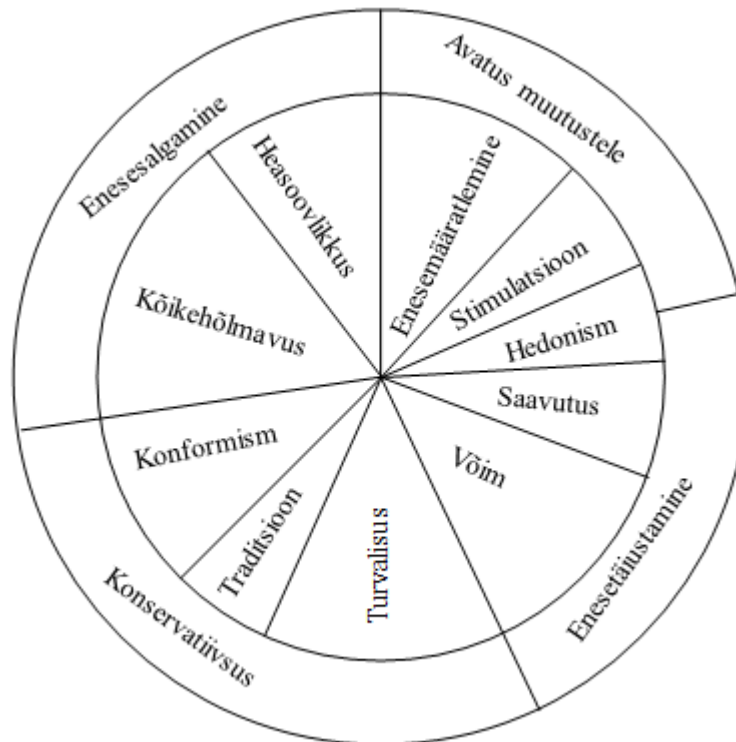 Avatus muutustele
Enesesalgamine
Heasoovlikkus
Enesemääratlemine
Stimulatsioon
Kõikehõlmavus
Hedonism
Saavutus
Konformism
Võim
Traditsioon
Turvalisus
Enesetäiustamine
Konservatiivsus